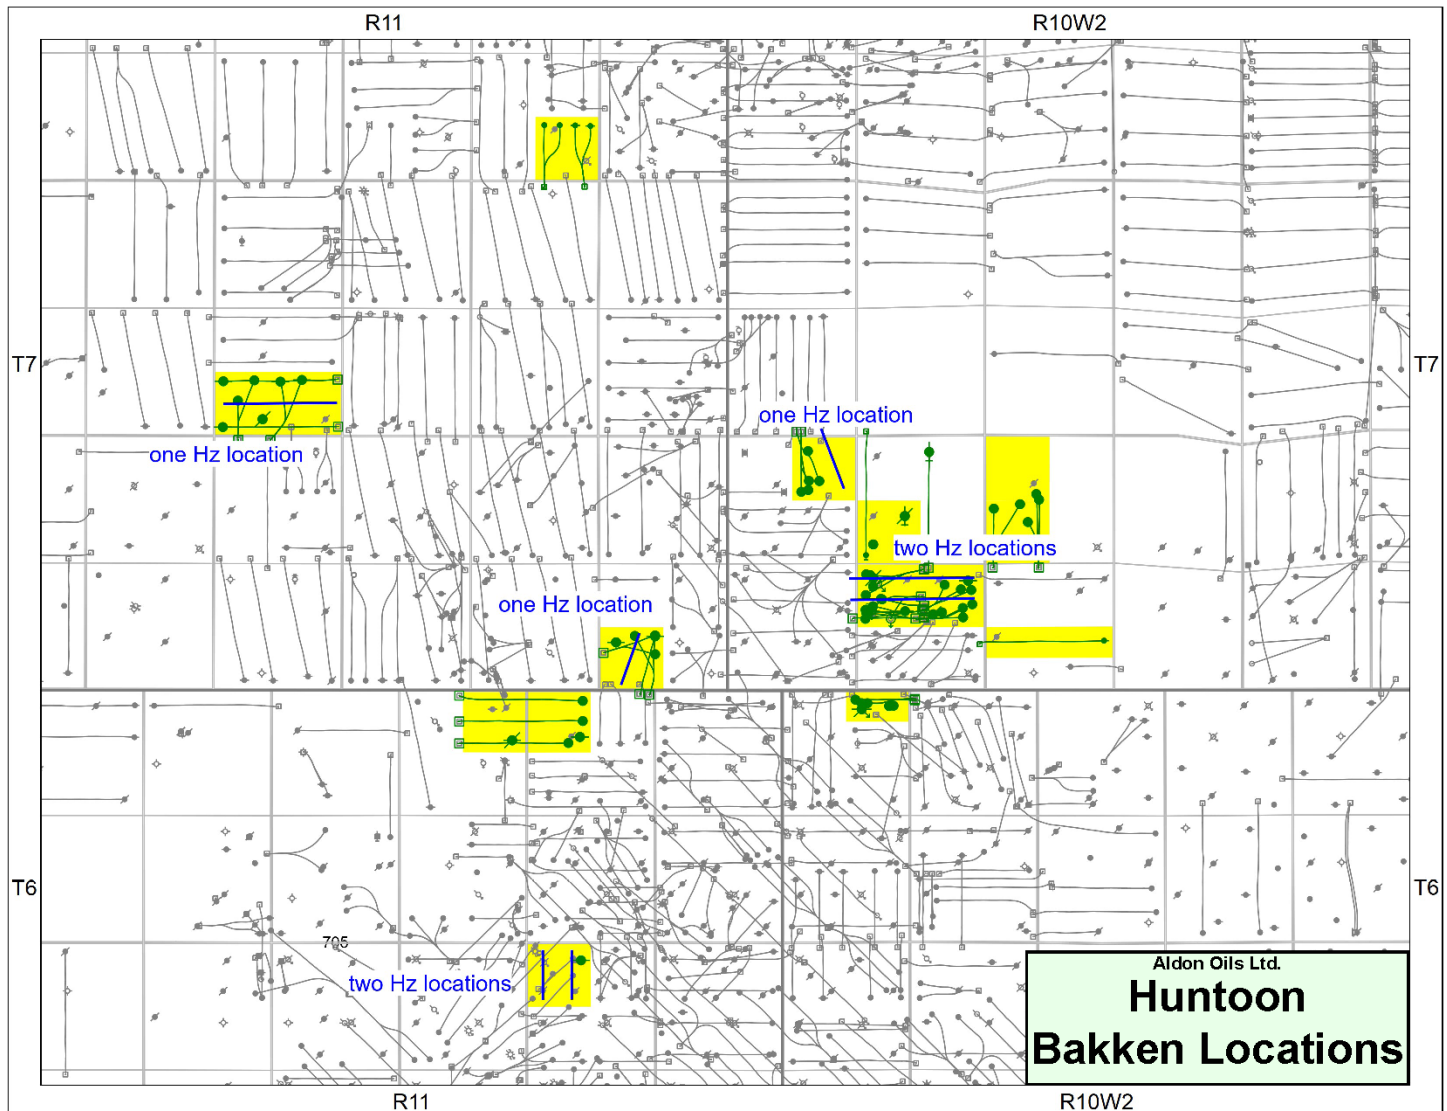 R11
R10W2
T7
T7
one Hz location
one Hz location
two Hz locations
one Hz location
T6
T6
705
two Hz locations
Aldon Oils Ltd.
Huntoon
Bakken Locations
R11
R10W2